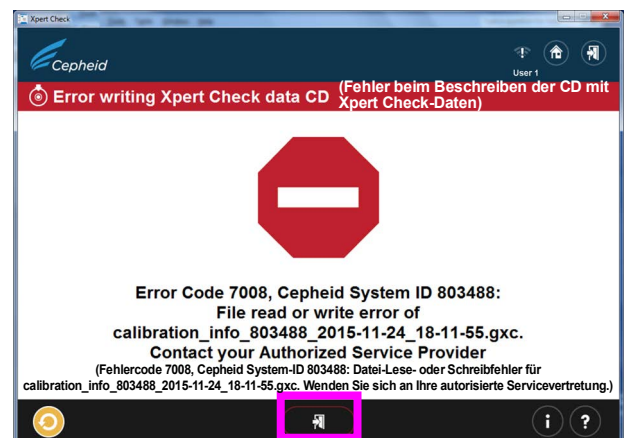 Xpert Check
Cepheid
User 1
Error writing Xpert Check data CD (Fehler beim Beschreiben der CD mit
Xpert Check-Daten)
Error Code 7008, Cepheid System ID 803488:
File read or write error of
calibration_info_803488_2015-11-24_18-11-55.gxc.
Contact your Authorized Service Provider
(Fehlercode 7008, Cepheid System-ID 803488: Datei-Lese- oder Schreibfehler für
calibration_info_803488_2015-11-24_18-11-55.gxc. Wenden Sie sich an Ihre autorisierte Servicevertretung.)
i ?